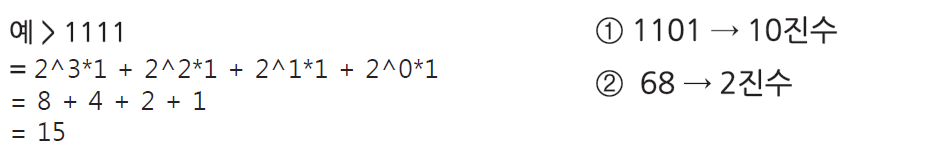 예 > 1111
= 2^3*1 + 2^2*1 + 2^1*1 + 2^0*1
= 8 + 4 + 2 + 1
= 15
① 1101 → 10진수
② 68 → 2진수